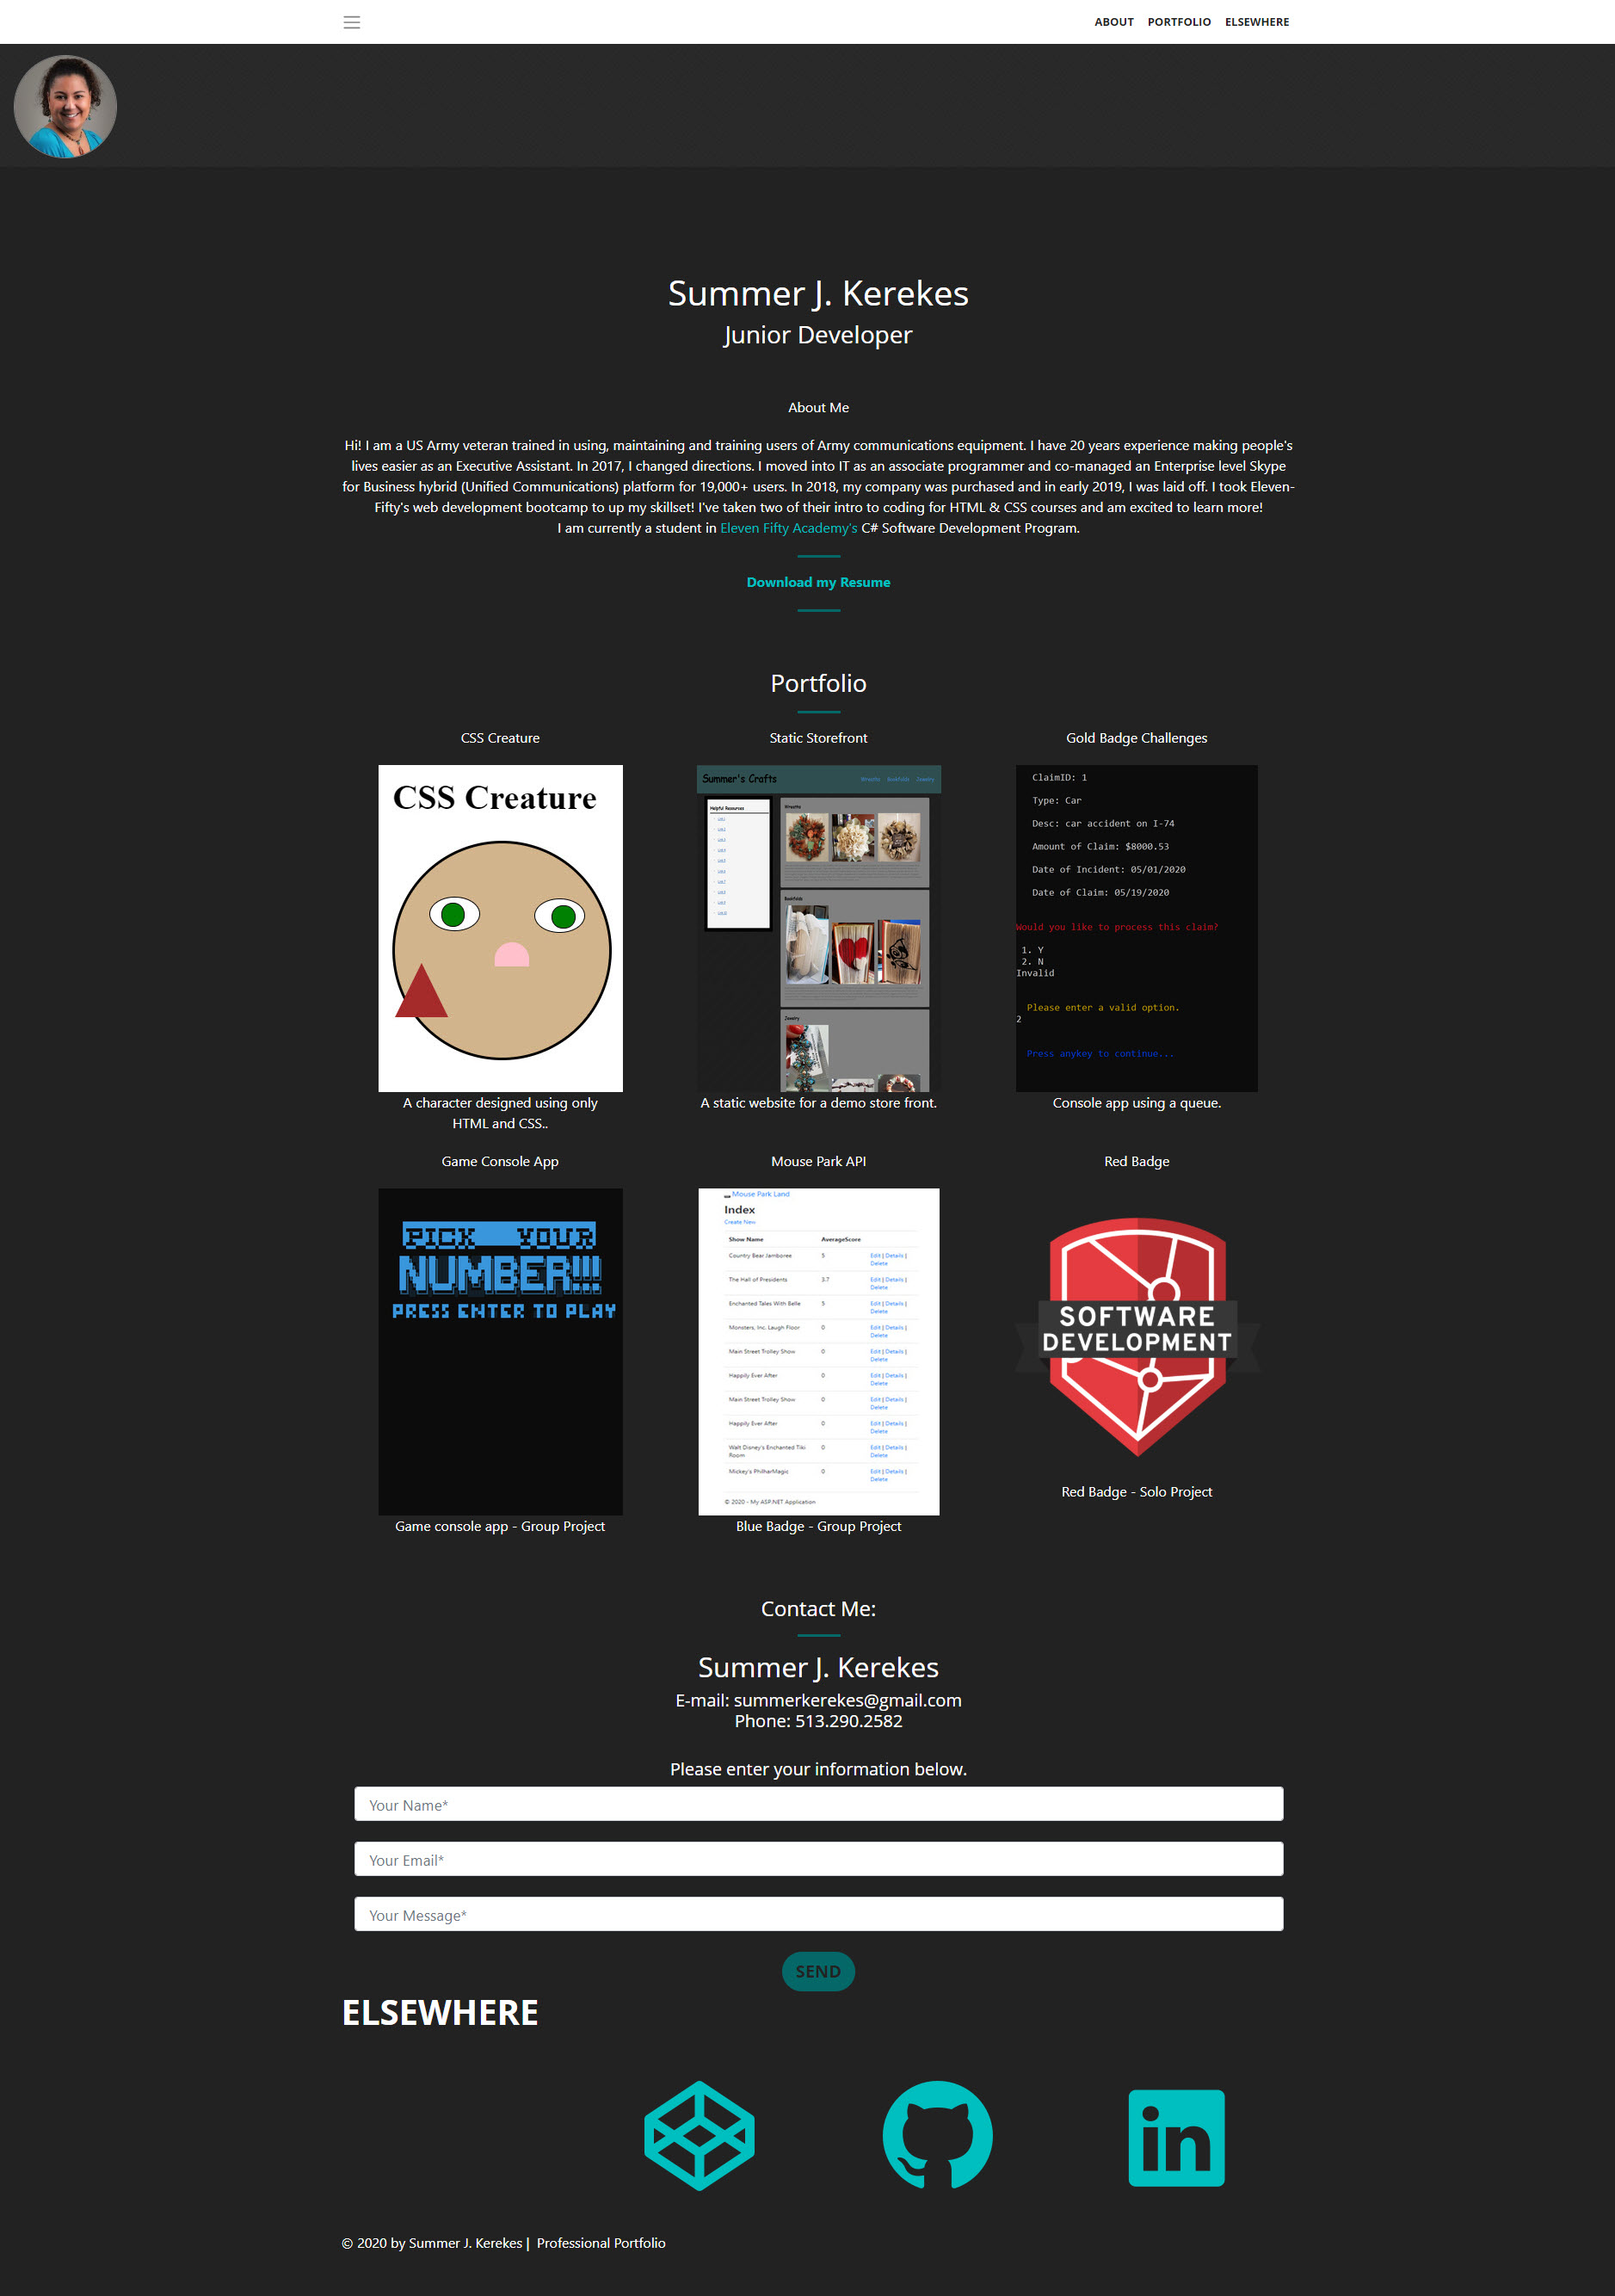 ABOUT PORTFOLIO ELSEWHERE
Summer J. Kerekes
Junior Developer
About Me
Hi! I am a US Army veteran trained in using, maintaining and training users of Army communications equipment. I have 20 years experience making people's
lives easier as an Executive Assistant. In 2017, I changed directions. I moved into IT as an associate programmer and co-managed an Enterprise level Skype
for Business hybrid (Unified Communications) platform for 19,000+ users. In 2018, my company was purchased and in early 2019, I was laid off. I took Eleven-
Fifty's web development bootcamp to up my skillset! I've taken two of their intro to coding for HTML & CSS courses and am excited to learn more!
I am currently a student in Eleven Fifty Academy's C# Software Development Program.
Download my Resume
Portfolio
CSS Creature
CSS Creature
A character designed using only
HTML and CSS..
Static Storefront
Summer's Crafts
Wreaths Bookfolds Jewelry
Helpful Resources
Wreaths
Bookfolds
Jewelry
A static website for a demo store front.
Gold Badge Challenges
ClaimID: 1
Type: Car
Desc: car accident on I-74
Amount of Claim: $8000.53
Date of Incident: 05/01/2020
Date of Claim: 05/19/2020
Would you like to process this claim?
1. Y
2. N
Invalid
Please enter a valid option.
2
Press anykey to continue...
Console app using a queue.
Game Console App
PICK YOUR
NUMBER!!!
PRESS ENTER TO PLAY
Game console app - Group Project
Mouse Park API
Mouse Park Land
Index
Create New
Show Name AverageScore
Country Bear Jamboree 5 Edit | Details |
Delete
The Hall of Presidents 3.7 Edit | Details |
Delete
Enchanted Tales With Belle 5 Edit | Details |
Delete
Monsters, Inc. Laugh Floor 0 Edit | Details |
Delete
Main Street Trolley Show 0 Edit | Details |
Delete
Happily Ever After 0 Edit | Details |
Delete
Main Street Trolley Show 0 Edit | Details |
Delete
Happily Ever After 0 Edit | Details |
Delete
Walt Disney's Enchanted Tiki 0 Edit | Details |
Room Delete
Mickey's PhilharMagic 0 Edit | Details |
Delete
© 2020 - My ASP.NET Application
Blue Badge - Group Project
Red Badge
SOFTWARE
DEVELOPMENT
Red Badge - Solo Project
Contact Me:
Summer J. Kerekes
E-mail: summerkerekes@gmail.com
Phone: 513.290.2582
Please enter your information below.
Your Name*
Your Email*
Your Message*
SEND
ELSEWHERE
in
© 2020 by Summer J. Kerekes | Professional Portfolio